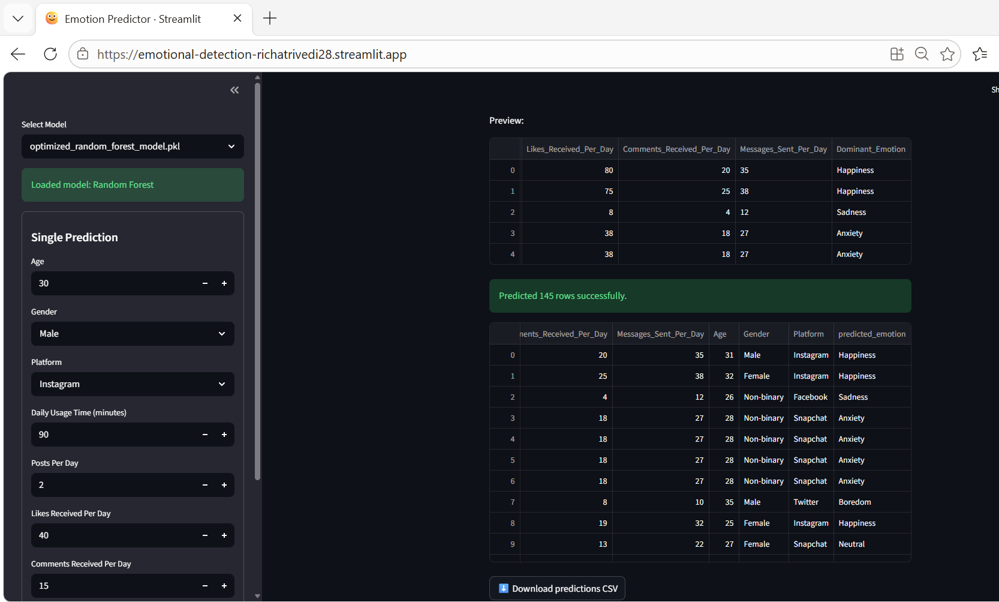 Emotion Predictor · Streamlit
https://emotional-detection-richatrivedi28.streamlit.app
Sh
Select Model
optimized_random_forest_model.pkl
Loaded model: Random Forest
Single Prediction
Age
30
Gender
Male
Platform
Instagram
Daily Usage Time (minutes)
90
Posts Per Day
2
Likes Received Per Day
40
Comments Received Per Day
15
Preview:
Likes_Received_Per_Day Comments_Received_Per_Day Messages_Sent_Per_Day Dominant_Emotion
0 80 20 35 Happiness
1 75 25 38 Happiness
2 8 4 12 Sadness
3 38 18 27 Anxiety
4 38 18 27 Anxiety
Predicted 145 rows successfully.
nents_Received_Per_Day Messages_Sent_Per_Day Age Gender Platform predicted_emotion
0 20 35 31 Male Instagram Happiness
1 25 38 32 Female Instagram Happiness
2 4 12 26 Non-binary Facebook Sadness
3 18 27 28 Non-binary Snapchat Anxiety
4 18 27 28 Non-binary Snapchat Anxiety
5 18 27 28 Non-binary Snapchat Anxiety
6 18 27 28 Non-binary Snapchat Anxiety
7 8 10 35 Male Twitter Boredom
8 19 32 25 Female Instagram Happiness
9 13 22 27 Female Snapchat Neutral
Download predictions CSV